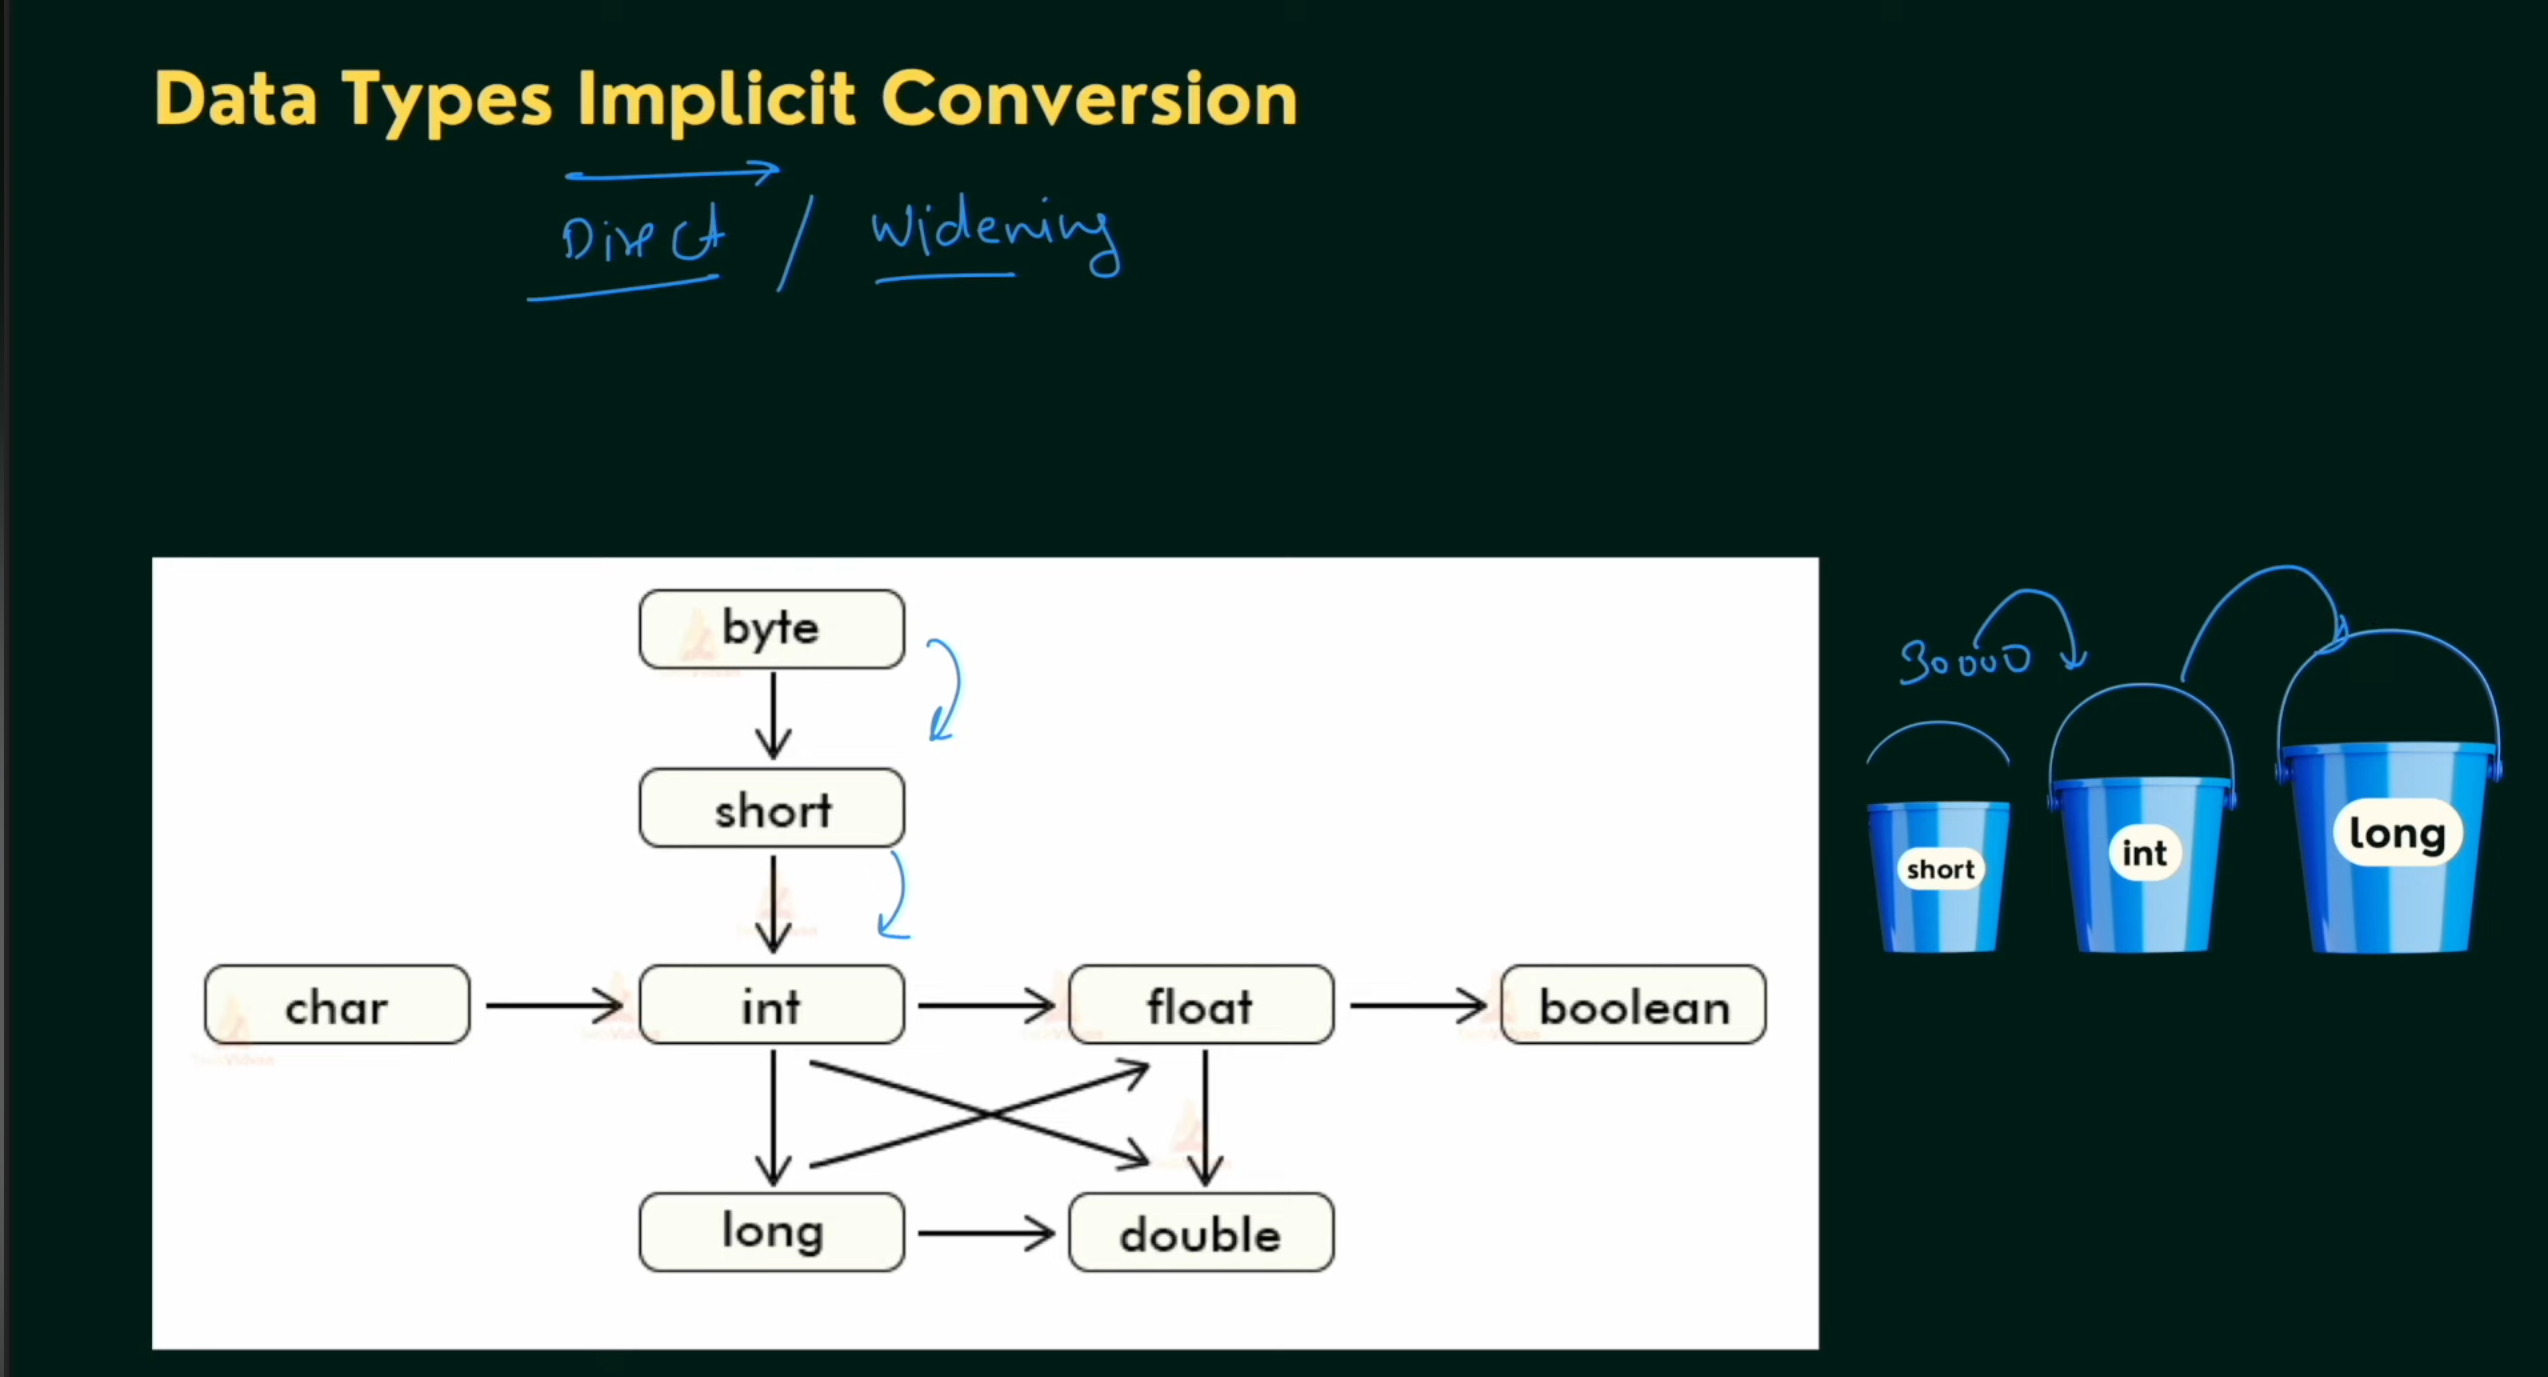 Data Types Implicit Conversion
Direct / Widening
byte
short
char
int
float
boolean
long
double
30000
short
int
long